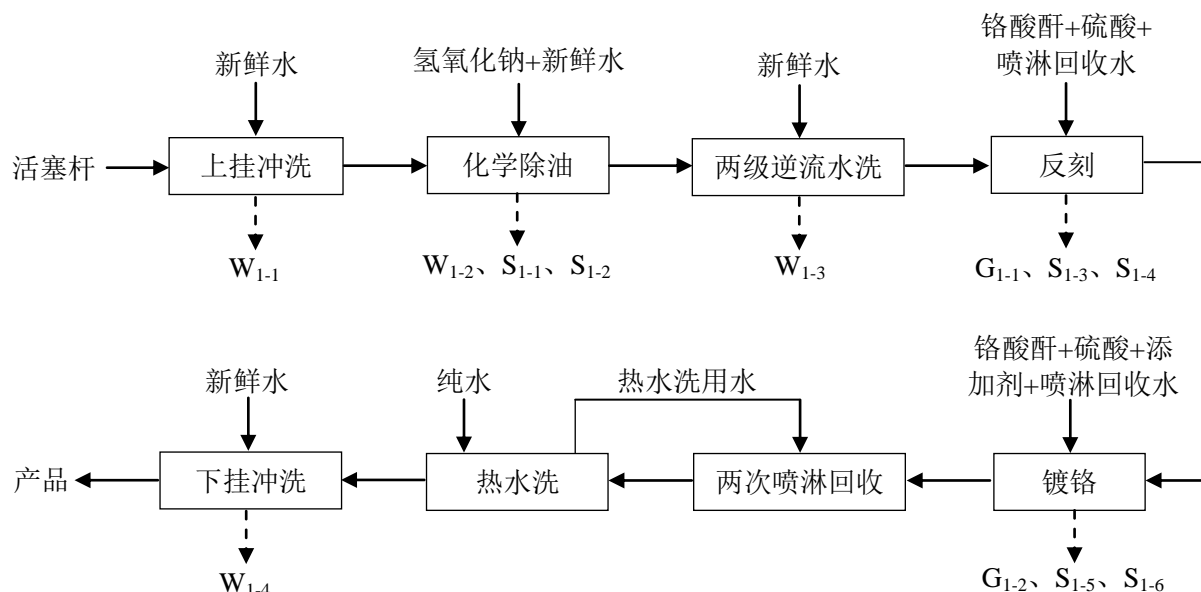 新鲜水
氢氧化钠+新鲜水
新鲜水
铬酸酐+硫酸+
喷淋回收水
活塞杆
上挂冲洗
化学除油
两级逆流水洗
反刻
W1-1
W1-2、S1-1、S1-2
W1-3
G1-1、S1-3、S1-4
新鲜水
纯水
热水洗用水
铬酸酐+硫酸+添
加剂+喷淋回收水
产品
下挂冲洗
热水洗
两次喷淋回收
镀铬
W1-4
G1-2、S1-5、S1-6